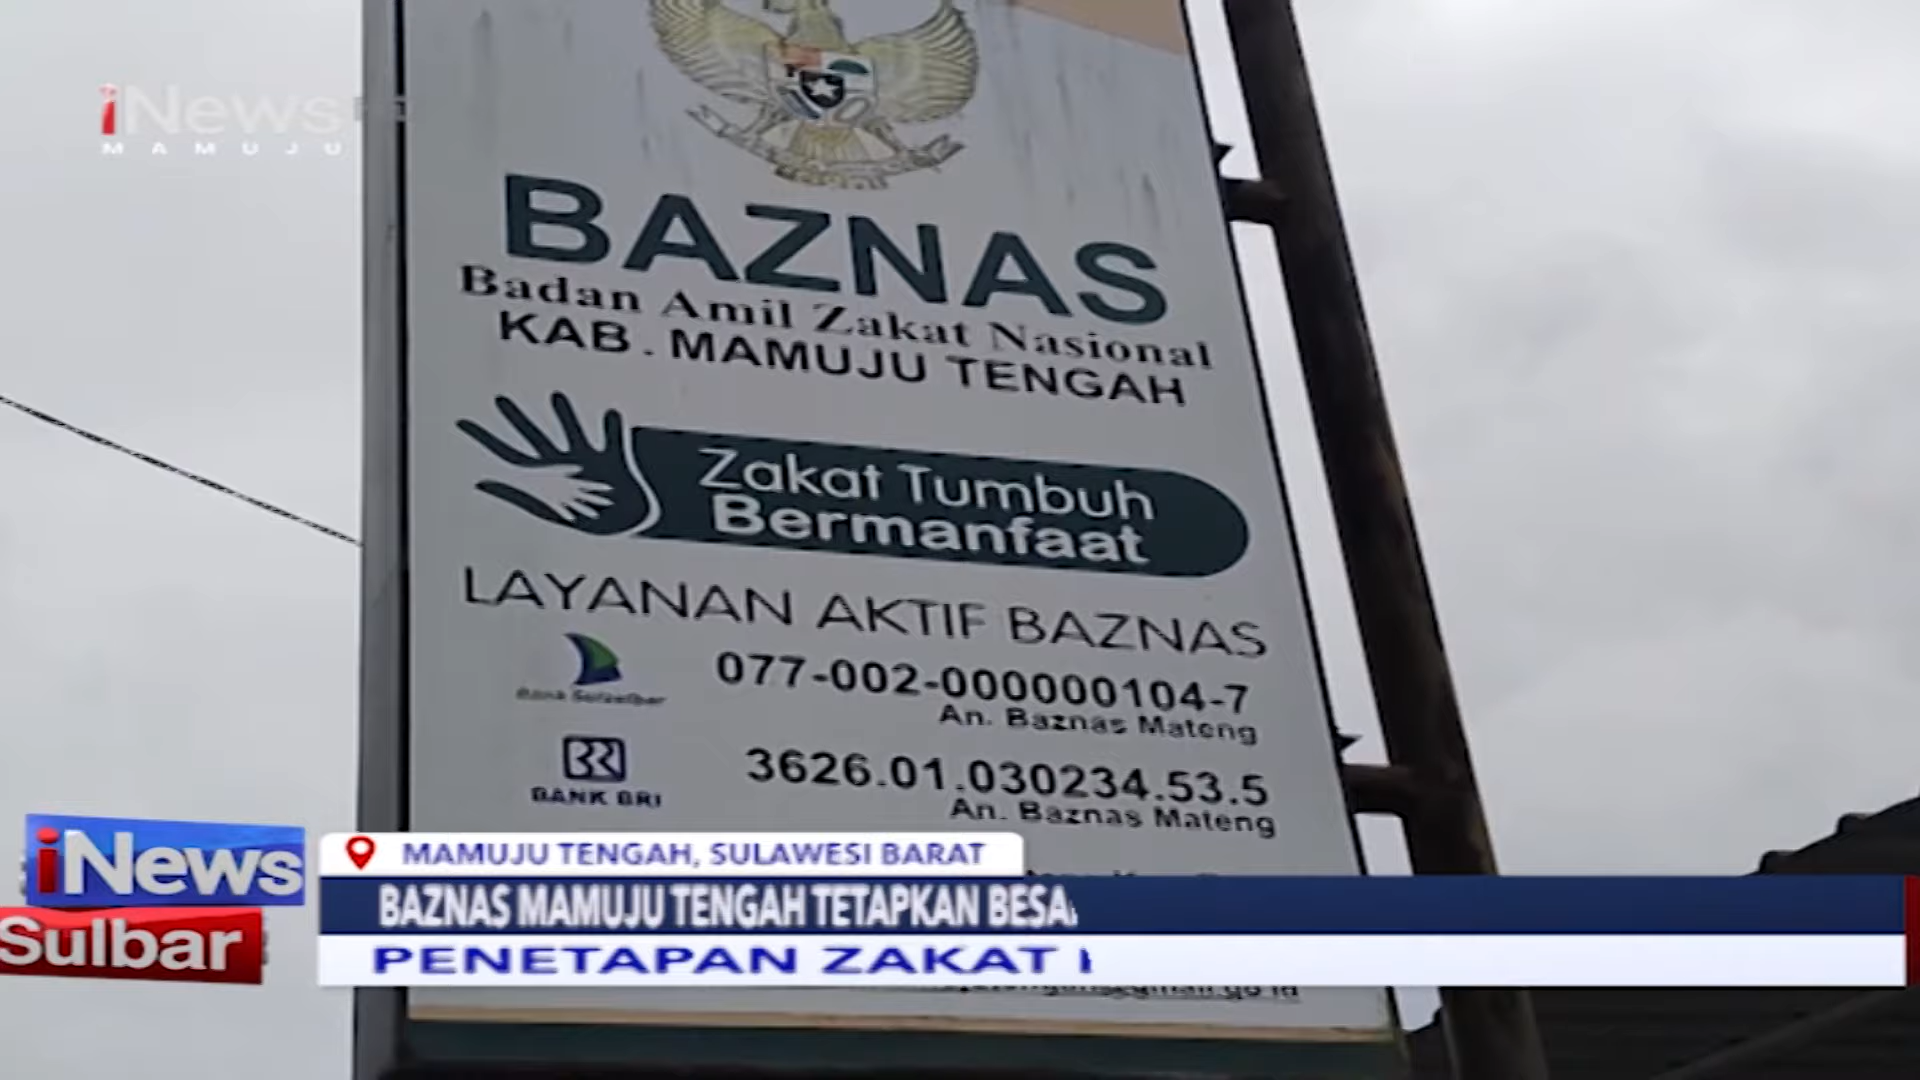 iNews
MAMUJU
BAZNAS
Badan Amil Zakat Nasional
KAB. MAMUJU TENGAH
Zakat Tumbuh
Bermanfaat
LAYANAN AKTIF BAZNAS
Bank Sulselbar
077-002-000000104-7
An. Baznas Mateng
BANK BRI
3626.01.030234.53.5
An. Baznas Mateng
iNews
Sulbar
MAMUJU TENGAH, SULAWESI BARAT
BAZNAS MAMUJU TENGAH TETAPKAN BESA
PENETAPAN ZAKAT